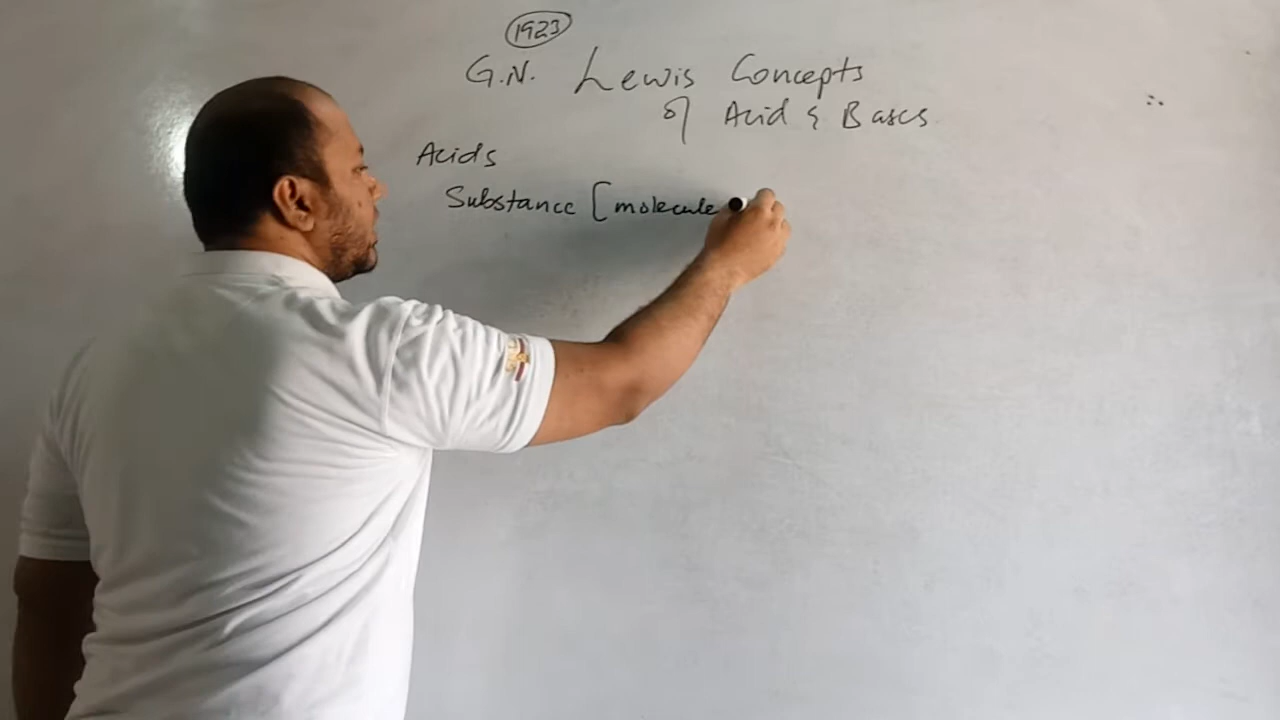 1923
G.N. Lewis Concepts
of Acid & Bases
Acids
Substance [molecule